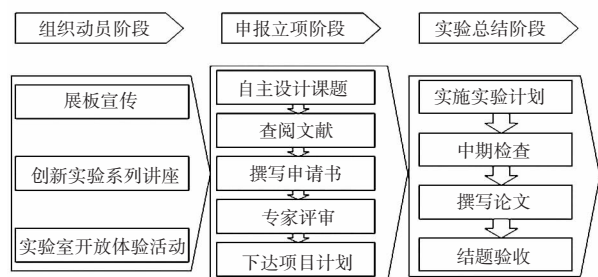 组织动员阶段
申报立项阶段
实验总结阶段
展板宣传
创新实验系列讲座
实验室开放体验活动
自主设计课题
查阅文献
撰写申请书
专家评审
下达项目计划
实施实验计划
中期检查
撰写论文
结题验收